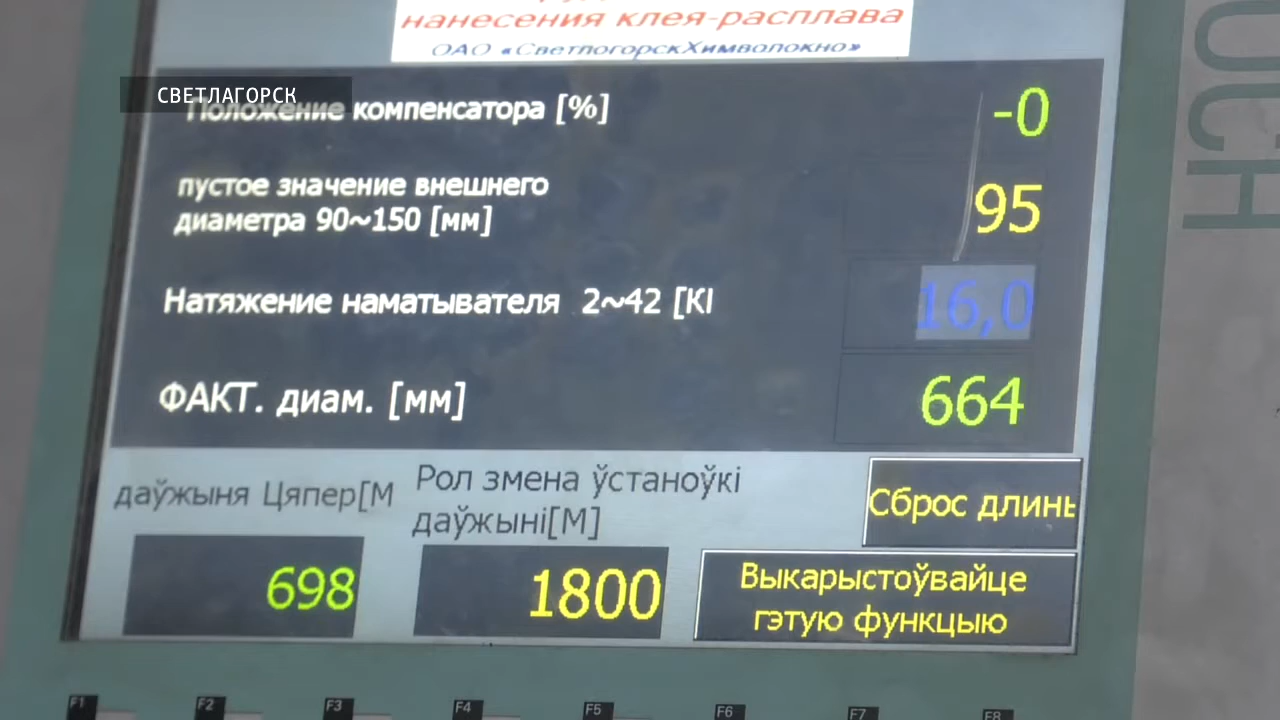 нанесения клея-расплава
ОАО «СветлогорскХимволокно»
СВЕТЛАГОРСК
Положение компенсатора [%]
-0
пустое значение внешнего
диаметра 90~150 [мм]
95
Натяжение наматывателя 2~42 [КI
16,0
ФАКТ. диам. [мм]
664
даўжыня Цяпер[М
698
Рол змена ўстаноўкі
даўжыні[М]
1800
Сброс длинь
Выкарыстоўвайце
гэтую функцыю
F1 F2 F3 F4 F5 F6 F7 F8
OCH